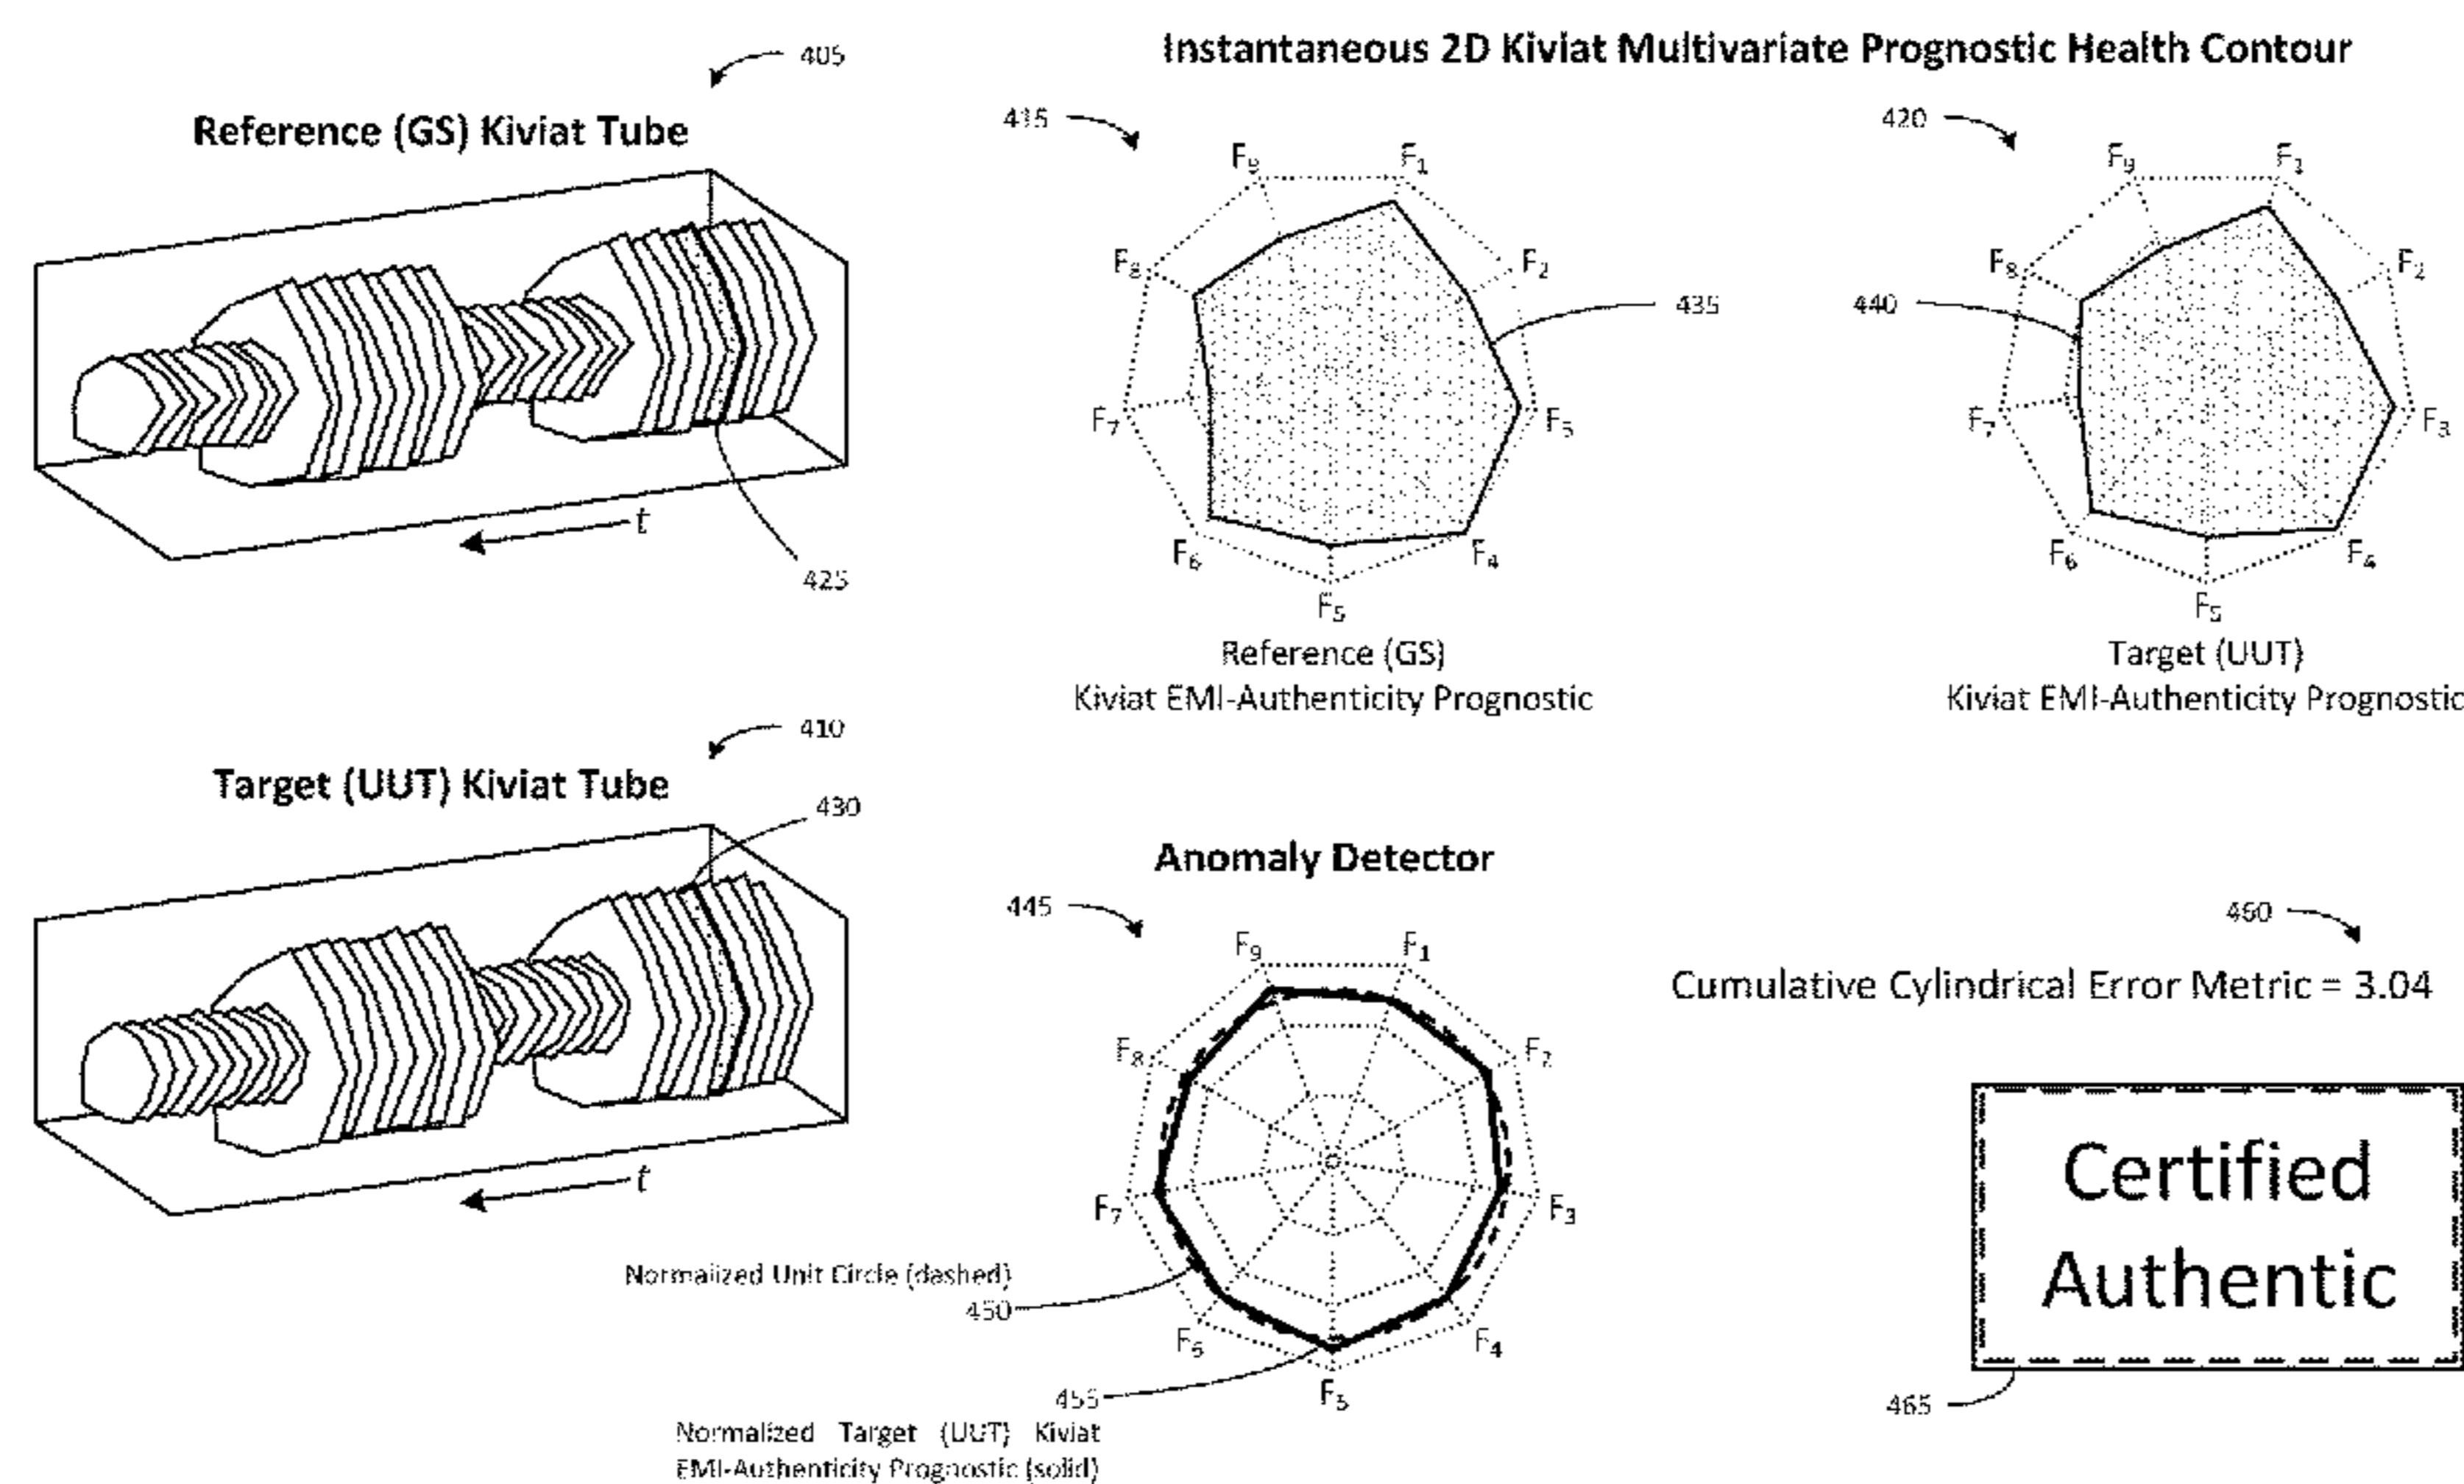 405
Reference (GS) Kiviat Tube
t
425
Instantaneous 2D Kiviat Multivariate Prognostic Health Contour
415
F9
F1
F8
F2
435
F7
F3
F6
F4
F5
Reference (GS)
Kiviat EMI-Authenticity Prognostic
420
F9
F1
F8
F2
440
F7
F3
F6
F4
F5
Target (UUT)
Kiviat EMI-Authenticity Prognostic
410
Target (UUT) Kiviat Tube
430
t
Anomaly Detector
445
F9
F1
F8
F2
F7
F3
F6
F4
F5
Normalized Unit Circle (dashed)
450
455
Normalized Target (UUT) Kiviat
EMI-Authenticity Prognostic (solid)
460
Cumulative Cylindrical Error Metric = 3.04
Certified
Authentic
465